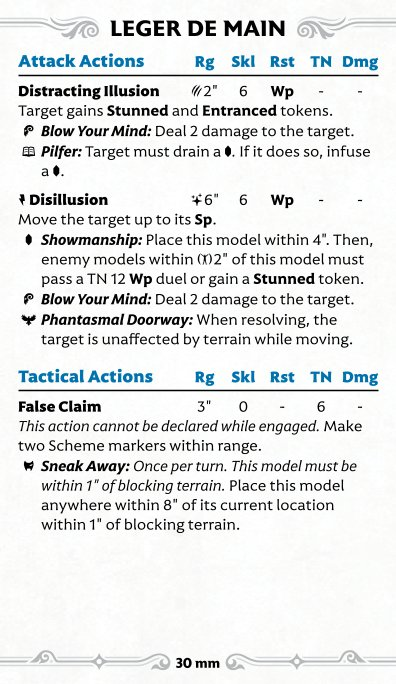 LEGER DE MAIN
Attack Actions Rg Skl Rst TN Dmg
Distracting Illusion 2" 6 Wp - -
Target gains Stunned and Entranced tokens.
Blow Your Mind: Deal 2 damage to the target.
Pilfer: Target must drain a . If it does so, infuse
a .
Disillusion 6" 6 Wp - -
Move the target up to its Sp.
Showmanship: Place this model within 4". Then,
enemy models within 2" of this model must
pass a TN 12 Wp duel or gain a Stunned token.
Blow Your Mind: Deal 2 damage to the target.
Phantasmal Doorway: When resolving, the
target is unaffected by terrain while moving.
Tactical Actions Rg Skl Rst TN Dmg
False Claim 3" 0 - 6 -
This action cannot be declared while engaged. Make
two Scheme markers within range.
Sneak Away: Once per turn. This model must be
within 1" of blocking terrain. Place this model
anywhere within 8" of its current location
within 1" of blocking terrain.
30 mm